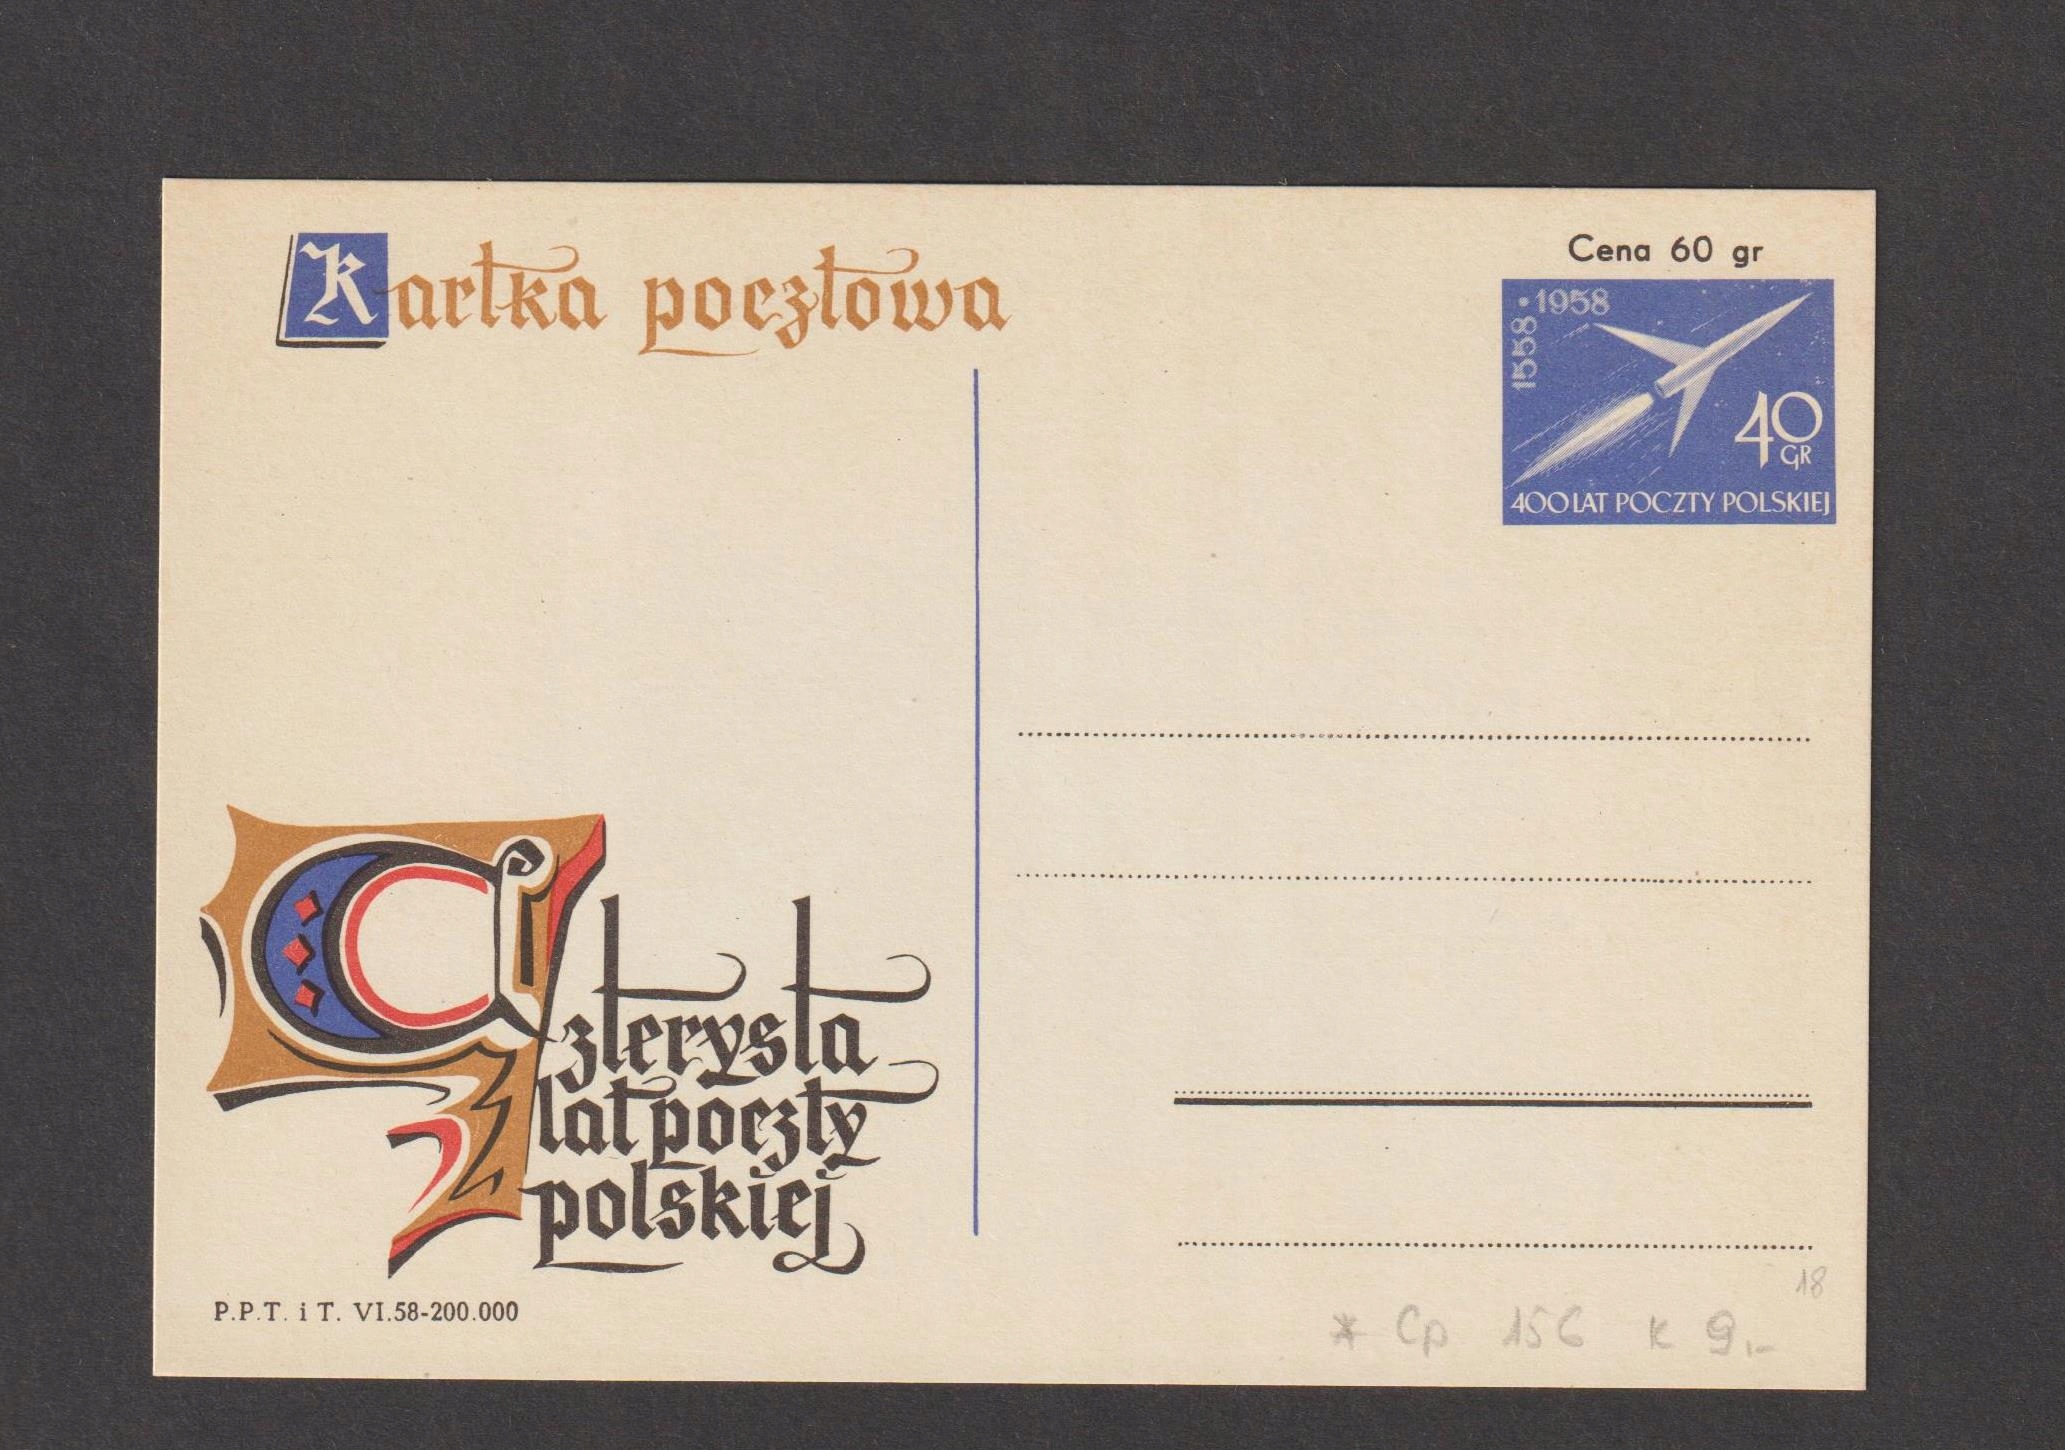 Kartka pocztowa
Cena 60 gr
1558 • 1958
40
GR
400 LAT POCZTY POLSKIEJ
Czterysta
lat poczty
polskiej
P.P.T. i T. VI.58-200.000
18
* Cp 156 K 9,-